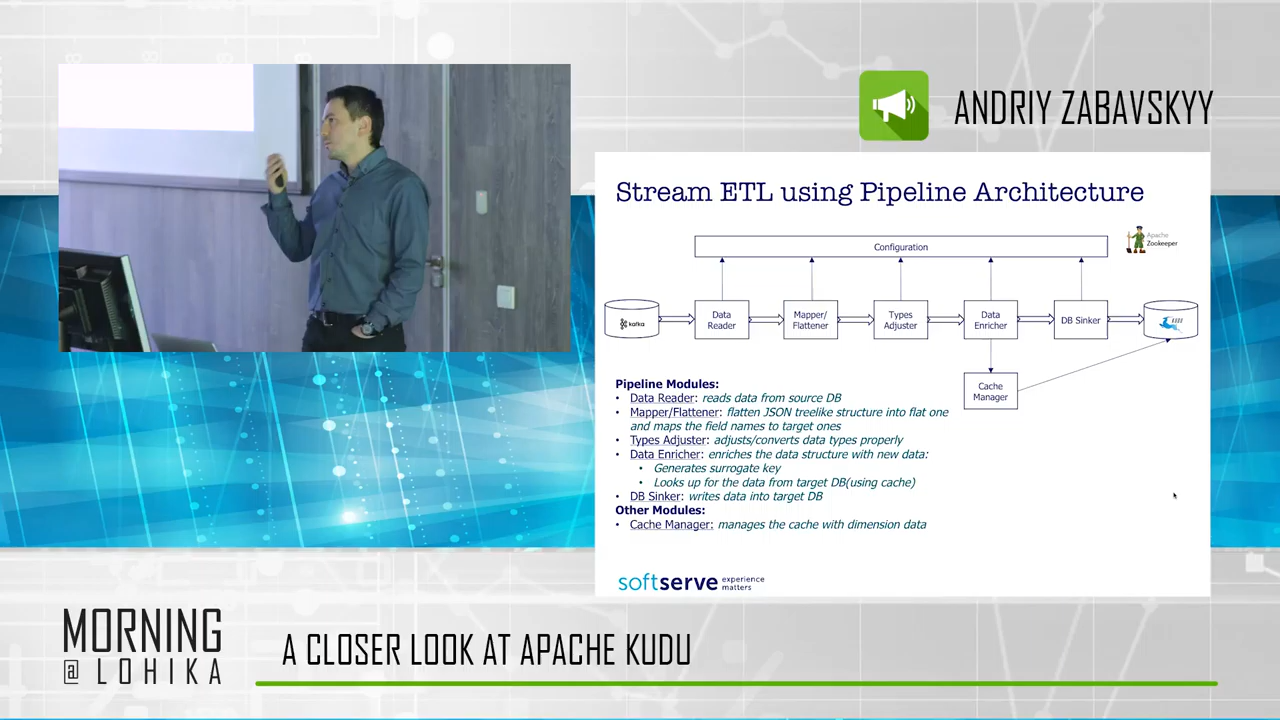 ANDRIY ZABAVSKYY
Stream ETL using Pipeline Architecture
Configuration
Apache
Zookeeper
kafka
Data
Reader
Mapper/
Flattener
Types
Adjuster
Data
Enricher
DB Sinker
Cache
Manager
Pipeline Modules:
• Data Reader: reads data from source DB
• Mapper/Flattener: flatten JSON treelike structure into flat one
and maps the field names to target ones
• Types Adjuster: adjusts/converts data types properly
• Data Enricher: enriches the data structure with new data:
• Generates surrogate key
• Looks up for the data from target DB(using cache)
• DB Sinker: writes data into target DB
Other Modules:
• Cache Manager: manages the cache with dimension data
softserve experience
matters
MORNING
@ LOHIKA
A CLOSER LOOK AT APACHE KUDU